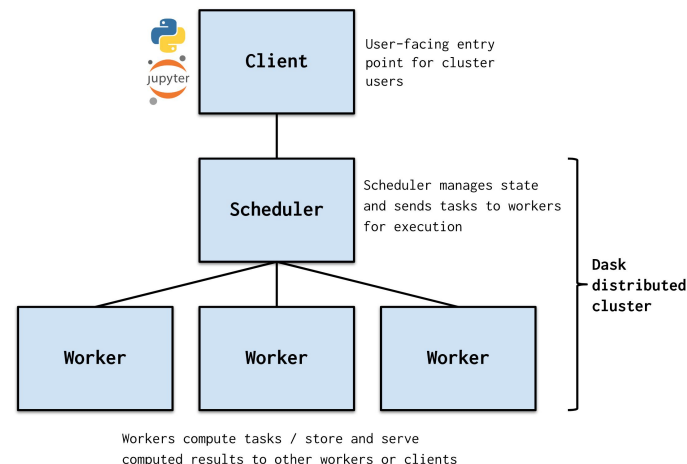 Client
User-facing entry
point for cluster
users
jupyter
Scheduler
Scheduler manages state
and sends tasks to workers
for execution
Dask
distributed
cluster
Worker
Worker
Worker
Workers compute tasks / store and serve
computed results to other workers or clients